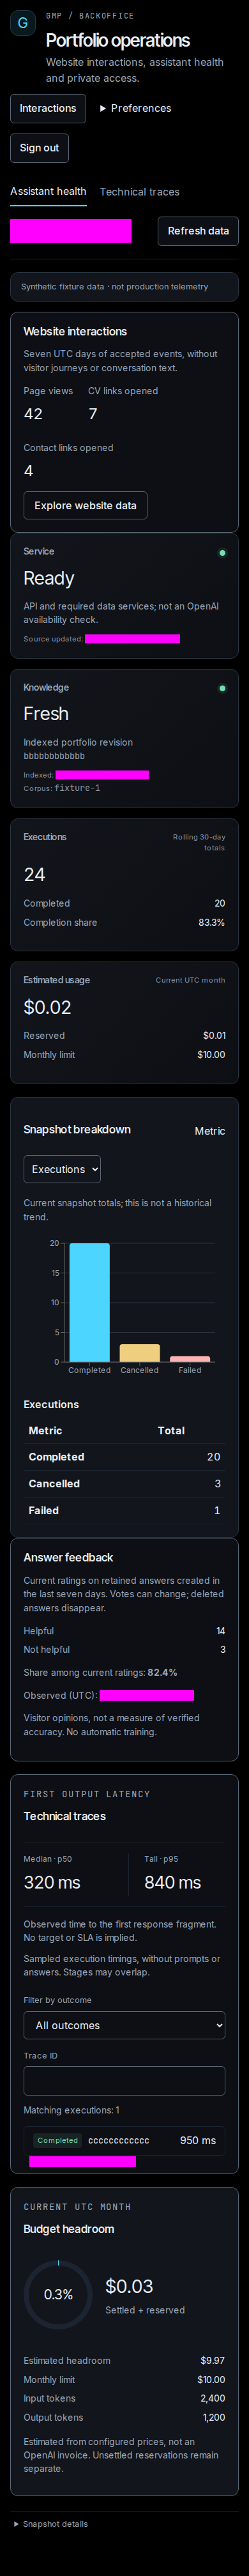 G
GMP / BACKOFFICE
Portfolio operations
Website interactions, assistant health
and private access.
Interactions
▶ Preferences
Sign out
Assistant health
Technical traces
Refresh data
Synthetic fixture data · not production telemetry
Website interactions
Seven UTC days of accepted events, without
visitor journeys or conversation text.
Page views CV links opened
42 7
Contact links opened
4
Explore website data
Service
Ready
API and required data services; not an OpenAI
availability check.
Source updated:
Knowledge
Fresh
Indexed portfolio revision
bbbbbbbbbbbb
Indexed:
Corpus: fixture-1
Executions Rolling 30-day
totals
24
Completed 20
Completion share 83.3%
Estimated usage Current UTC month
$0.02
Reserved $0.01
Monthly limit $10.00
Snapshot breakdown Metric
Executions
Current snapshot totals; this is not a historical
trend.
20
15
10
5
0
Completed Cancelled Failed
Executions
Metric Total
Completed 20
Cancelled 3
Failed 1
Answer feedback
Current ratings on retained answers created in
the last seven days. Votes can change; deleted
answers disappear.
Helpful 14
Not helpful 3
Share among current ratings: 82.4%
Observed (UTC):
Visitor opinions, not a measure of verified
accuracy. No automatic training.
FIRST OUTPUT LATENCY
Technical traces
Median · p50 Tail · p95
320 ms 840 ms
Observed time to the first response fragment.
No target or SLA is implied.
Sampled execution timings, without prompts or
answers. Stages may overlap.
Filter by outcome
All outcomes
Trace ID
Matching executions: 1
Completed cccccccccccc 950 ms
CURRENT UTC MONTH
Budget headroom
0.3%
$0.03
Settled + reserved
Estimated headroom $9.97
Monthly limit $10.00
Input tokens 2,400
Output tokens 1,200
Estimated from configured prices, not an
OpenAI invoice. Unsettled reservations remain
separate.
▶ Snapshot details